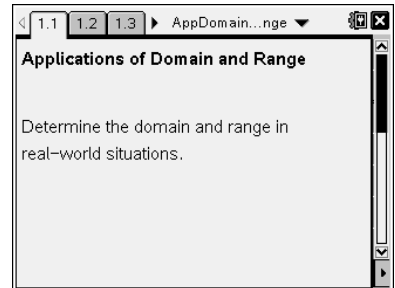 1.1 1.2 1.3 AppDomain...nge
Applications of Domain and Range
Determine the domain and range in
real-world situations.